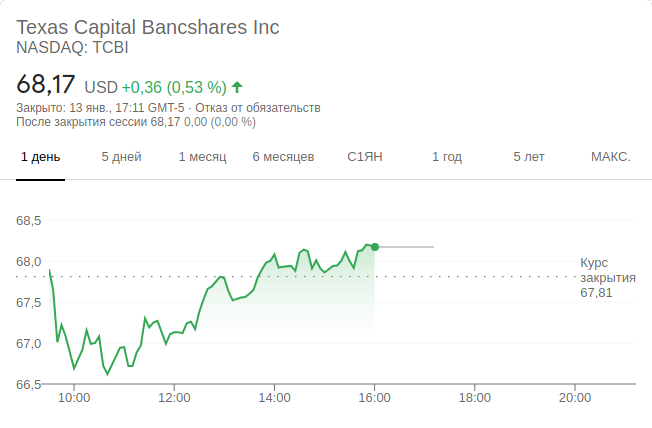 Texas Capital Bancshares Inc
NASDAQ: TCBI
68,17 USD +0,36 (0,53 %)
Закрыто: 13 янв., 17:11 GMT-5 · Отказ от обязательств
После закрытия сессии 68,17 0,00 (0,00 %)
1 день 5 дней 1 месяц 6 месяцев С1ЯН 1 год 5 лет МАКС.
68,5
68,0
Курс
закрытия
67,81
67,5
67,0
66,5
10:00 12:00 14:00 16:00 18:00 20:00